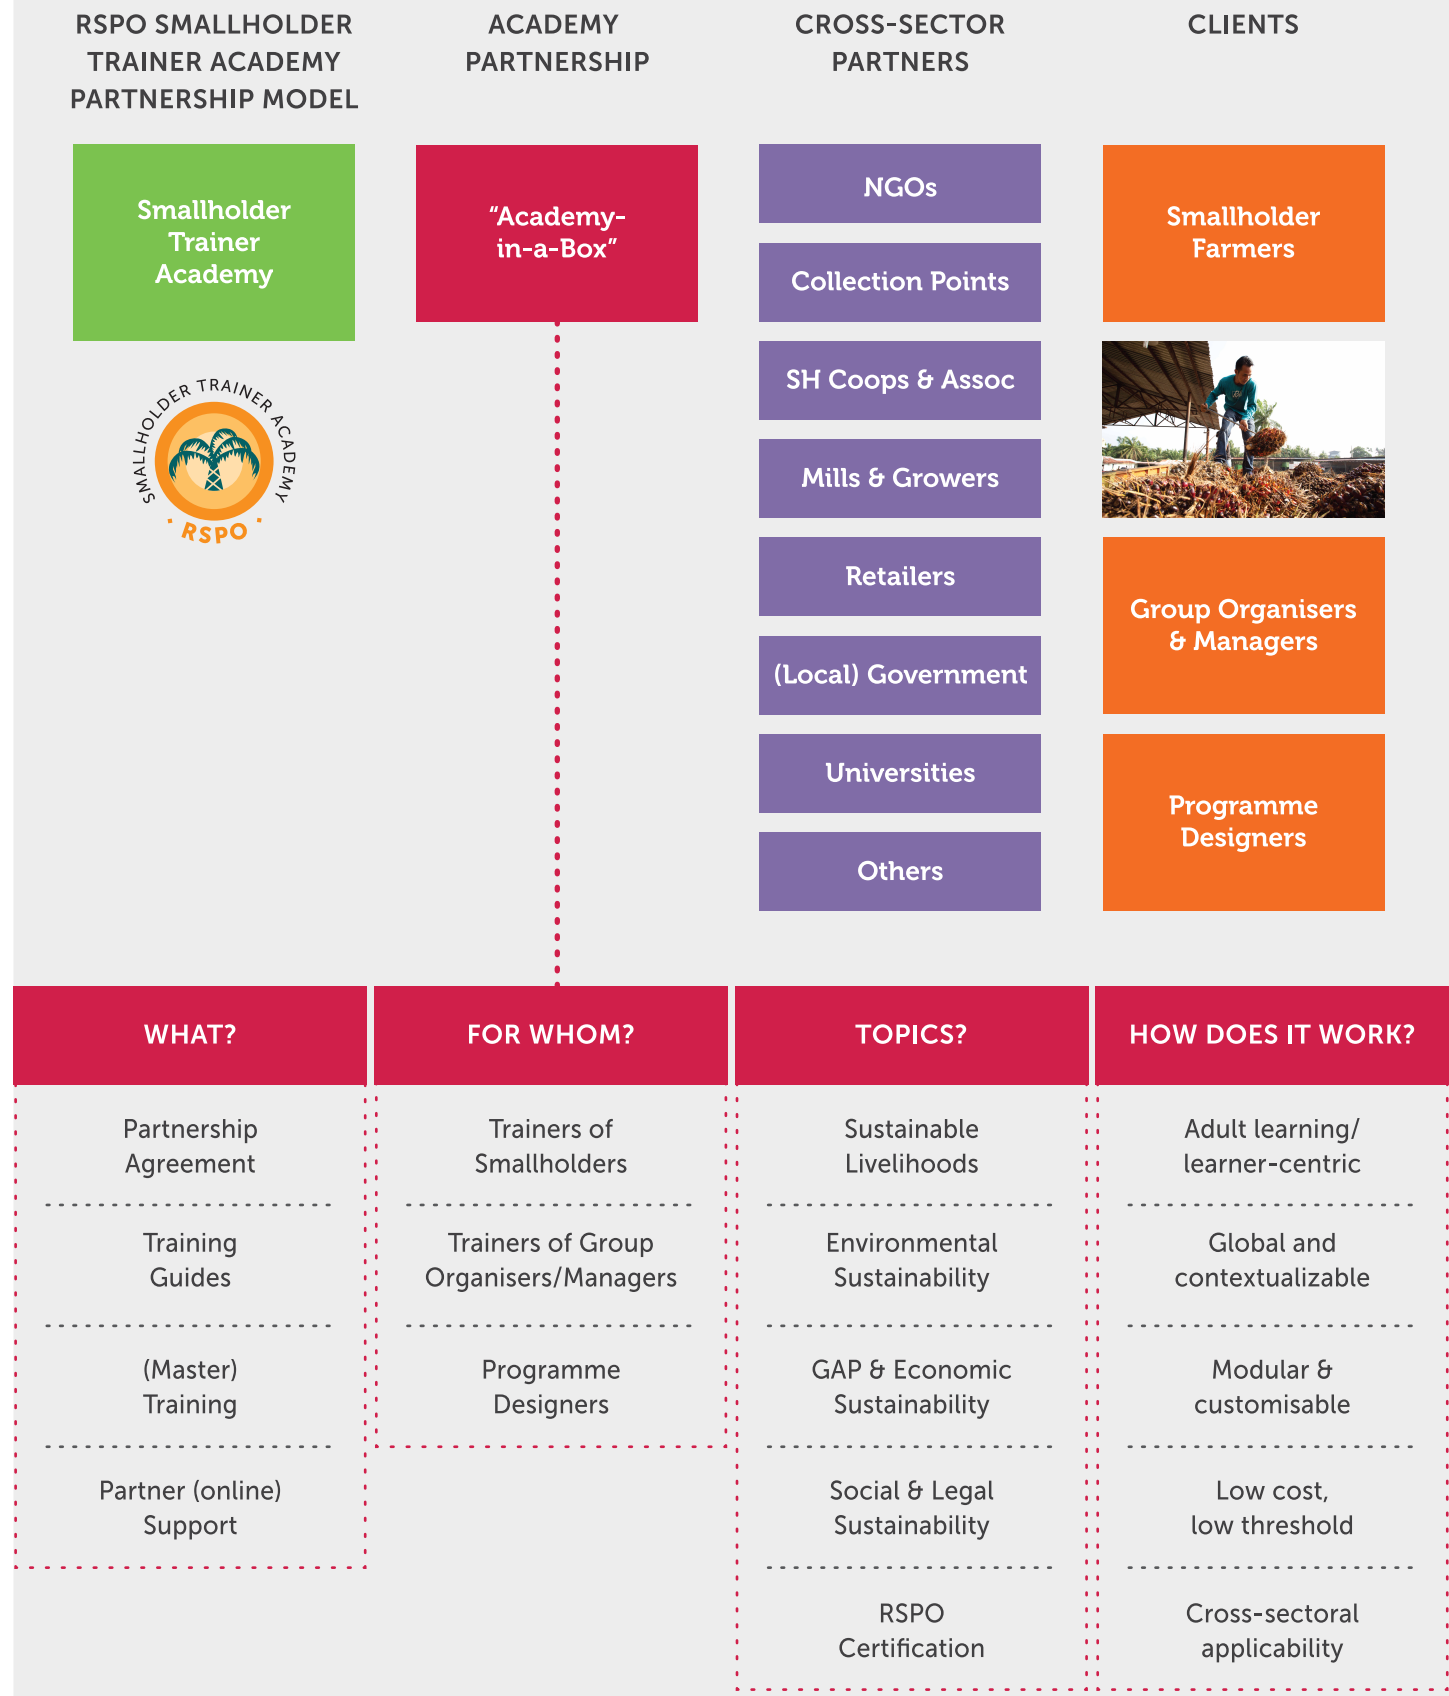 RSPO SMALLHOLDER
TRAINER ACADEMY
PARTNERSHIP MODEL
Smallholder
Trainer
Academy
SMALLHOLDER TRAINER ACADEMY
· RSPO ·
ACADEMY
PARTNERSHIP
“Academy-
in-a-Box”
CROSS-SECTOR
PARTNERS
NGOs
Collection Points
SH Coops & Assoc
Mills & Growers
Retailers
(Local) Government
Universities
Others
CLIENTS
Smallholder
Farmers
Group Organisers
& Managers
Programme
Designers
WHAT?
Partnership
Agreement
Training
Guides
(Master)
Training
Partner (online)
Support
FOR WHOM?
Trainers of
Smallholders
Trainers of Group
Organisers/Managers
Programme
Designers
TOPICS?
Sustainable
Livelihoods
Environmental
Sustainability
GAP & Economic
Sustainability
Social & Legal
Sustainability
RSPO
Certification
HOW DOES IT WORK?
Adult learning/
learner-centric
Global and
contextualizable
Modular &
customisable
Low cost,
low threshold
Cross-sectoral
applicability